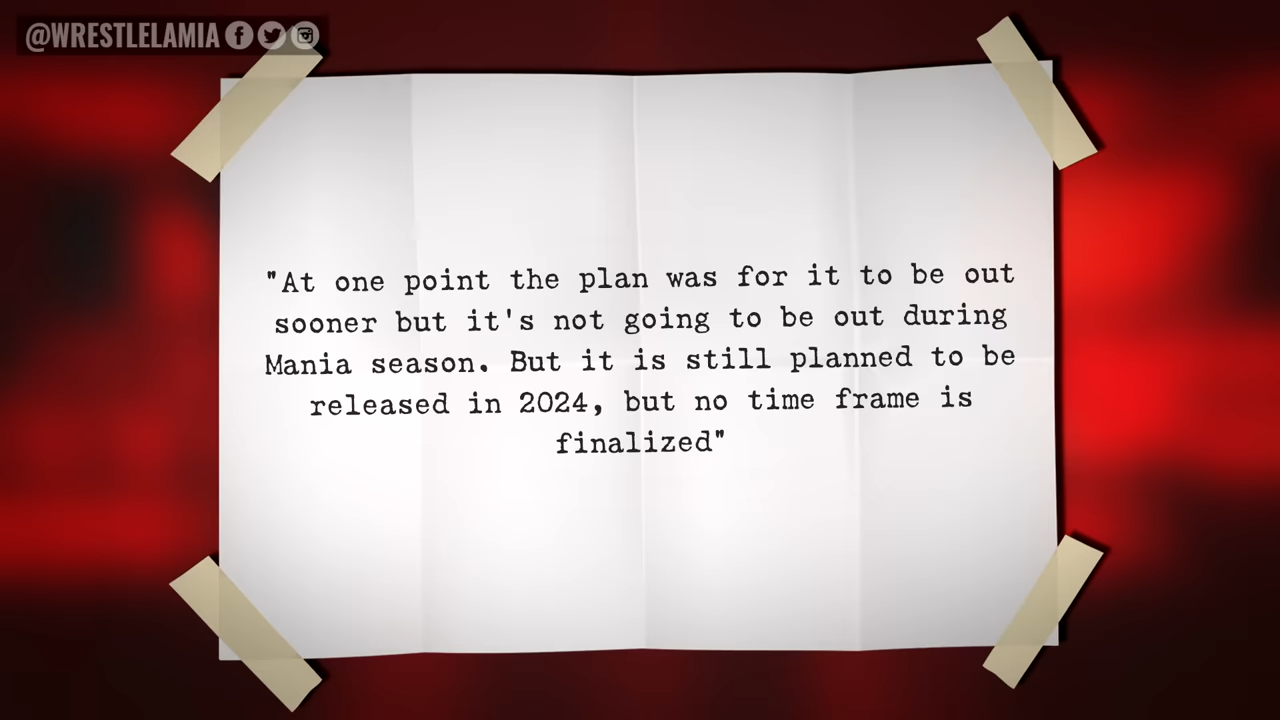 @WRESTLELAMIA
"At one point the plan was for it to be out
sooner but it's not going to be out during
Mania season. But it is still planned to be
released in 2024, but no time frame is
finalized"